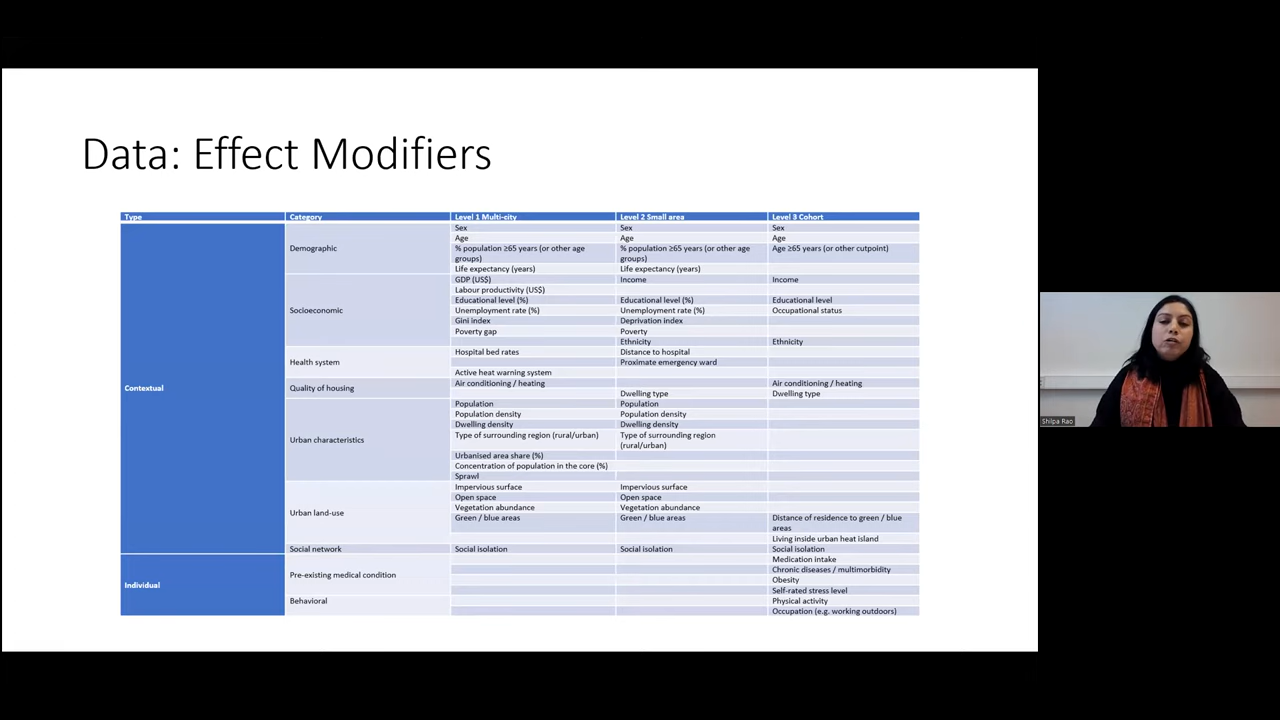 Data: Effect Modifiers
Type Category Level 1 Multi-city Level 2 Small area Level 3 Cohort
Contextual
Demographic
Sex Sex Sex
Age Age Age
% population ≥65 years (or other age groups) % population ≥65 years (or other age groups) Age ≥65 years (or other cutpoint)
Life expectancy (years) Life expectancy (years)
Socioeconomic
GDP (US$) Income Income
Labour productivity (US$)
Educational level (%) Educational level (%) Educational level
Unemployment rate (%) Unemployment rate (%) Occupational status
Gini index Deprivation index
Poverty gap Poverty
Ethnicity Ethnicity
Health system
Hospital bed rates Distance to hospital
Proximate emergency ward
Active heat warning system
Quality of housing
Air conditioning / heating Air conditioning / heating
Dwelling type Dwelling type
Urban characteristics
Population Population
Population density Population density
Dwelling density Dwelling density
Type of surrounding region (rural/urban) Type of surrounding region (rural/urban)
Urbanised area share (%)
Concentration of population in the core (%)
Sprawl
Urban land-use
Impervious surface Impervious surface
Open space Open space
Vegetation abundance Vegetation abundance
Green / blue areas Green / blue areas Distance of residence to green / blue areas
Living inside urban heat island
Social network Social isolation Social isolation Social isolation
Individual
Pre-existing medical condition
Medication intake
Chronic diseases / multimorbidity
Obesity
Self-rated stress level
Behavioral
Physical activity
Occupation (e.g. working outdoors)
Shilpa Rao